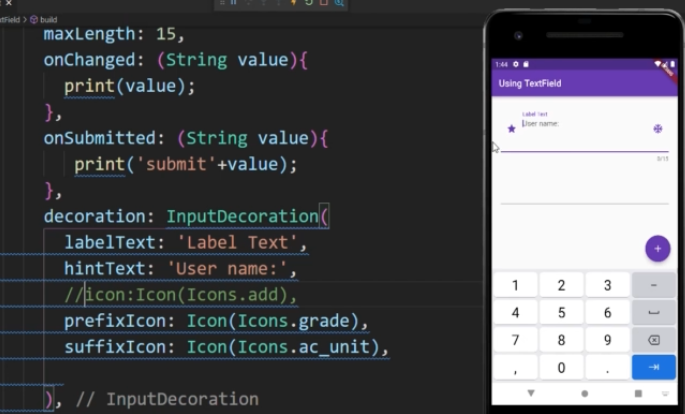 tField > build
maxLength: 15,
onChanged: (String value){
print(value);
},
onSubmitted: (String value){
print('submit'+value);
},
decoration: InputDecoration(
labelText: 'Label Text',
hintText: 'User name:',
//icon:Icon(Icons.add),
prefixIcon: Icon(Icons.grade),
suffixIcon: Icon(Icons.ac_unit),
), // InputDecoration
1:44
Using TextField
Label Text
User name:
0/15
1 2 3 -
4 5 6
7 8 9
, 0 .